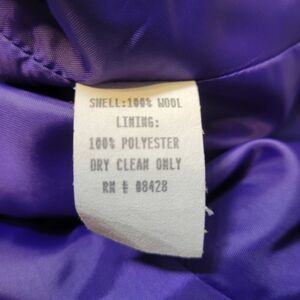 SHELL:100% WOOL
LINING:
100% POLYESTER
DRY CLEAN ONLY
RN # 08428